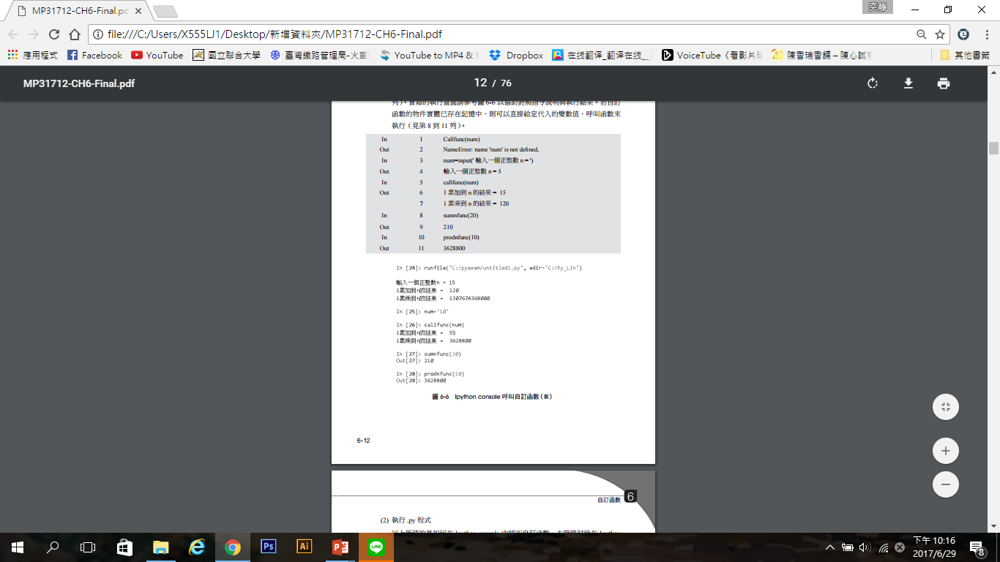 MP31712-CH6-Final.pd
奕靜
file:///C:/Users/X555LJ1/Desktop/新增資料夾/MP31712-CH6-Final.pdf
應用程式 Facebook YouTube 國立聯合大學 臺灣鐵路管理局-火車 YouTube to MP4 & Dropbox 在线翻译_翻译在线_ VoiceTube《看影片學 陳香瑞香舖 – 陳心誠 其他書籤
MP31712-CH6-Final.pdf 12 / 76
列)。實際的執行畫面請參考圖 6-6 以協助對照指令說明與執行結果。若自訂
函數的物件實體已存在記憶中,則可以直接給定代入的變數值,呼叫函數來
執行(見第 8 到 11 列)。
In 1 Callfunc(num)
Out 2 NameError: name 'num' is not defined.
In 3 num=input(' 輸入一個正整數 n = ')
Out 4 輸入一個正整數 n = 5
In 5 callfunc(num)
Out 6 1 累加到 n 的結果 = 15
7 1 累乘到 n 的結果 = 120
In 8 sumnfunc(20)
Out 9 210
In 10 prodnfunc(10)
Out 11 3628800
In [24]: runfile('C:/pyexam/untitled1.py', wdir='C:/Py_Lin')
輸入一個正整數n = 15
1累加到n的結果 = 120
1累乘到n的結果 = 1307674368000
In [25]: num='10'
In [26]: callfunc(num)
1累加到n的結果 = 55
1累乘到n的結果 = 3628800
In [27]: sumnfunc(20)
Out[27]: 210
In [28]: prodnfunc(10)
Out[28]: 3628800
圖 6-6 Ipython console 呼叫自訂函數(III)
6-12
自訂函數 6
(2) 執行 .py 程式
Ps Ai LINE
下午 10:16
2017/6/29
8